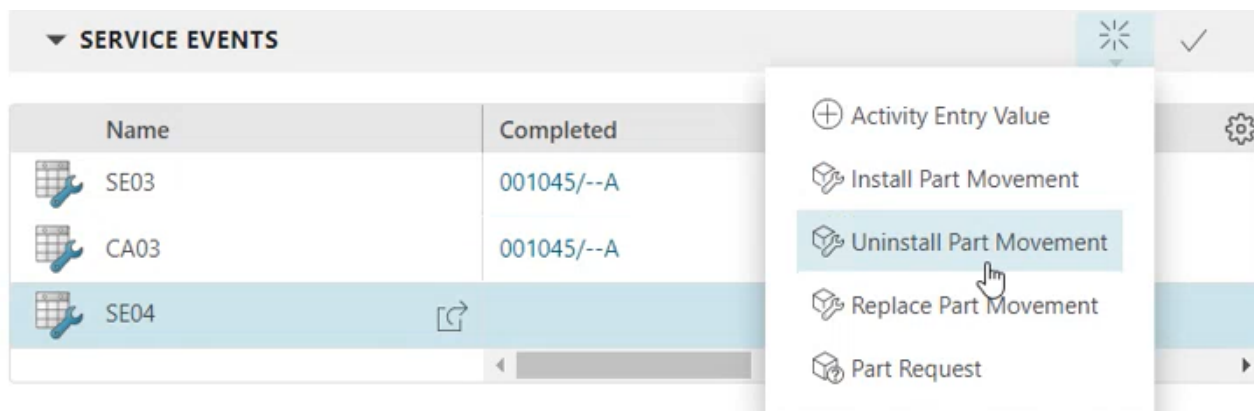 SERVICE EVENTS
Name
Completed
SE03
001045/--A
CA03
001045/--A
SE04
Activity Entry Value
Install Part Movement
Uninstall Part Movement
Replace Part Movement
Part Request